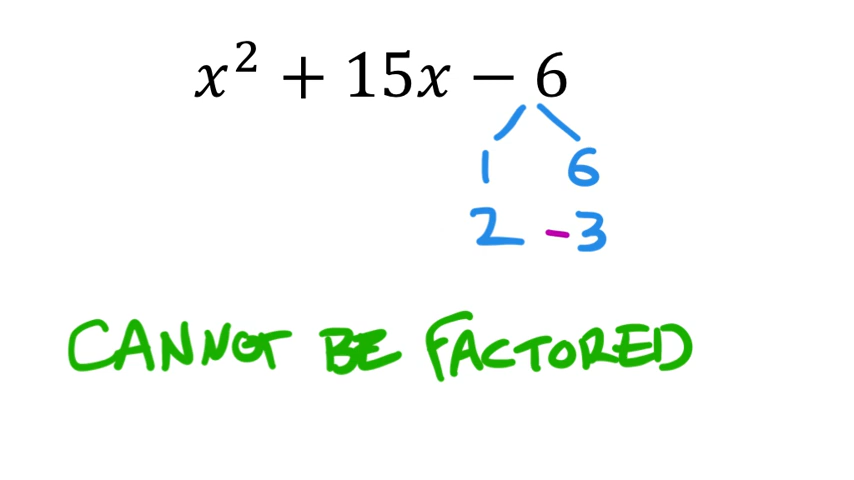 x² + 15x − 6
1 6
2 -3
CANNOT BE FACTORED